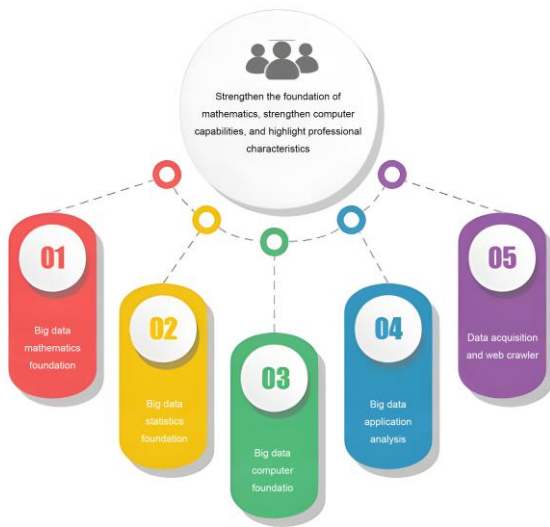 Strengthen the foundation of
mathematics, strengthen computer
capabilities, and highlight professional
characteristics
01
Big data
mathematics
foundation
02
Big data
statistics
foundation
03
Big data
computer
foundatio
04
Big data
application
analysis
05
Data acquisition
and web crawler